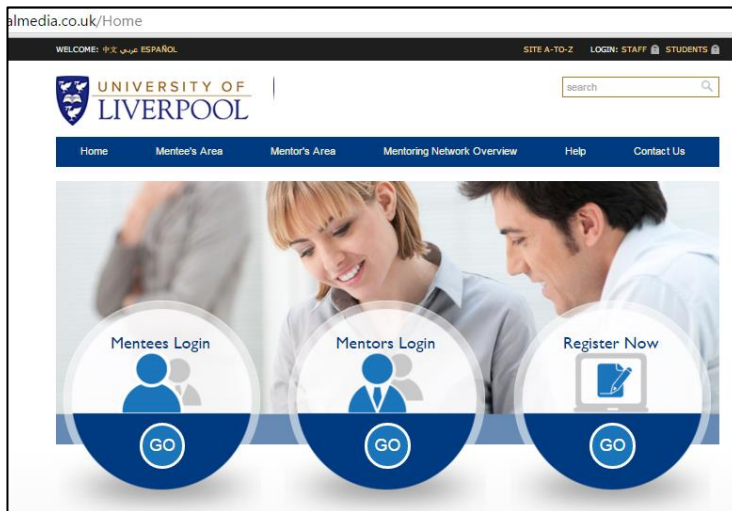 almedia.co.uk/Home
WELCOME: 中文 عربي ESPAÑOL
SITE A-TO-Z LOGIN: STAFF STUDENTS
UNIVERSITY OF
LIVERPOOL
search
Home Mentee's Area Mentor's Area Mentoring Network Overview Help Contact Us
Mentees Login Mentors Login Register Now
GO GO GO